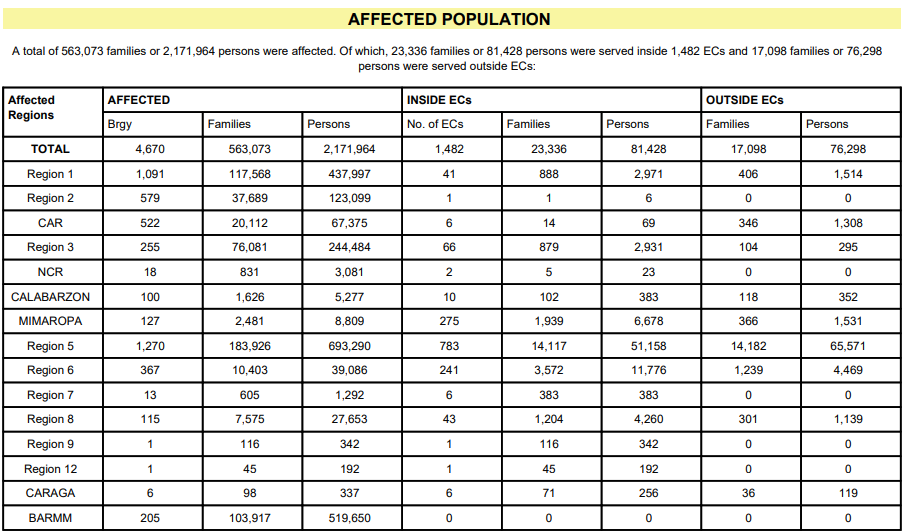 AFFECTED POPULATION
A total of 563,073 families or 2,171,964 persons were affected. Of which, 23,336 families or 81,428 persons were served inside 1,482 ECs and 17,098 families or 76,298
persons were served outside ECs:
Affected Regions AFFECTED INSIDE ECs OUTSIDE ECs
Brgy Families Persons No. of ECs Families Persons Families Persons
TOTAL 4,670 563,073 2,171,964 1,482 23,336 81,428 17,098 76,298
Region 1 1,091 117,568 437,997 41 888 2,971 406 1,514
Region 2 579 37,689 123,099 1 1 6 0 0
CAR 522 20,112 67,375 6 14 69 346 1,308
Region 3 255 76,081 244,484 66 879 2,931 104 295
NCR 18 831 3,081 2 5 23 0 0
CALABARZON 100 1,626 5,277 10 102 383 118 352
MIMAROPA 127 2,481 8,809 275 1,939 6,678 366 1,531
Region 5 1,270 183,926 693,290 783 14,117 51,158 14,182 65,571
Region 6 367 10,403 39,086 241 3,572 11,776 1,239 4,469
Region 7 13 605 1,292 6 383 383 0 0
Region 8 115 7,575 27,653 43 1,204 4,260 301 1,139
Region 9 1 116 342 1 116 342 0 0
Region 12 1 45 192 1 45 192 0 0
CARAGA 6 98 337 6 71 256 36 119
BARMM 205 103,917 519,650 0 0 0 0 0